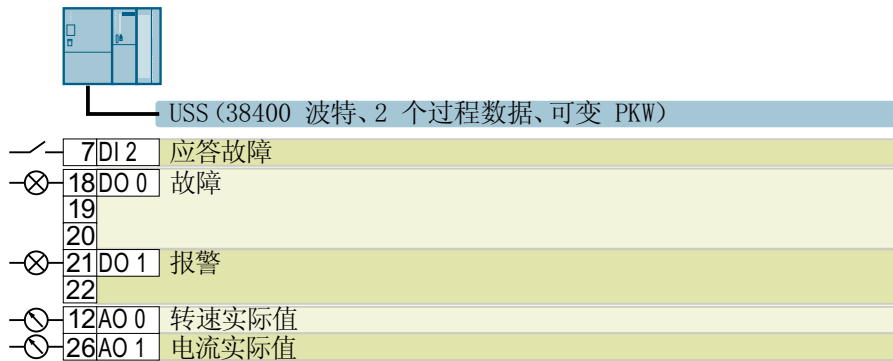 USS(38400 波特、2 个过程数据、可变 PKW)
7 DI 2 应答故障
18 DO 0 故障
19
20
21 DO 1 报警
22
12 AO 0 转速实际值
26 AO 1 电流实际值